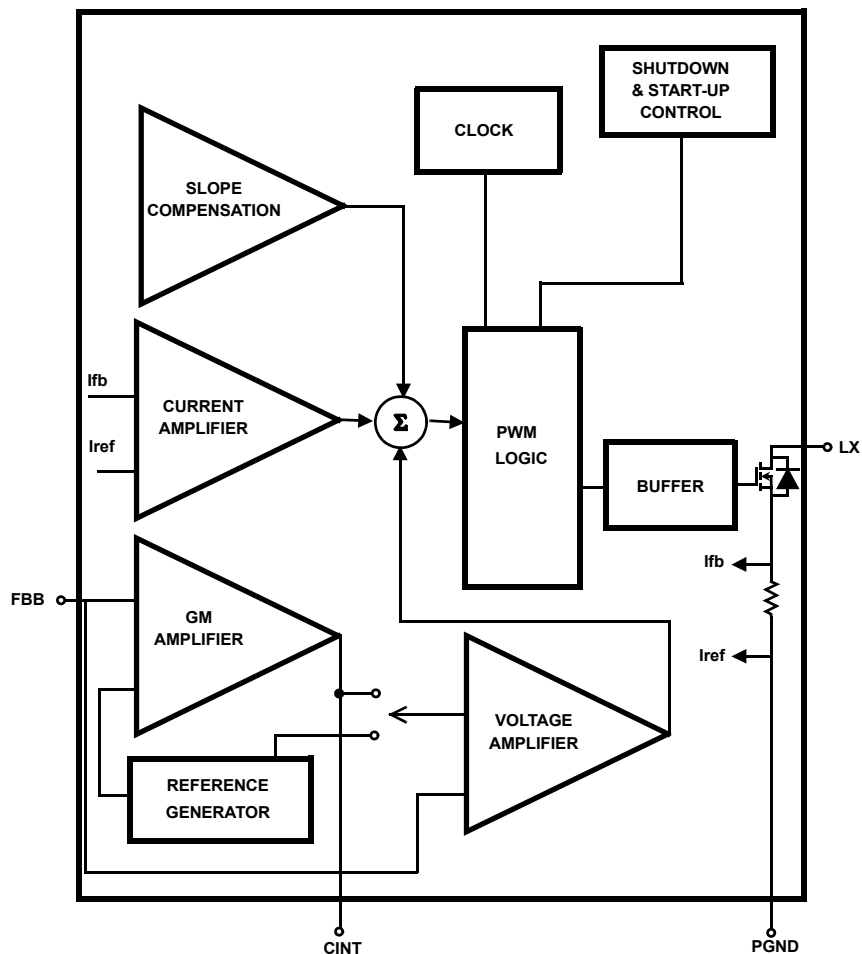 SHUTDOWN
& START-UP
CONTROL
CLOCK
SLOPE
COMPENSATION
Ifb
CURRENT
AMPLIFIER
Iref
Σ
PWM
LOGIC
BUFFER
LX
Ifb
FBB
GM
AMPLIFIER
Iref
VOLTAGE
AMPLIFIER
REFERENCE
GENERATOR
CINT
PGND